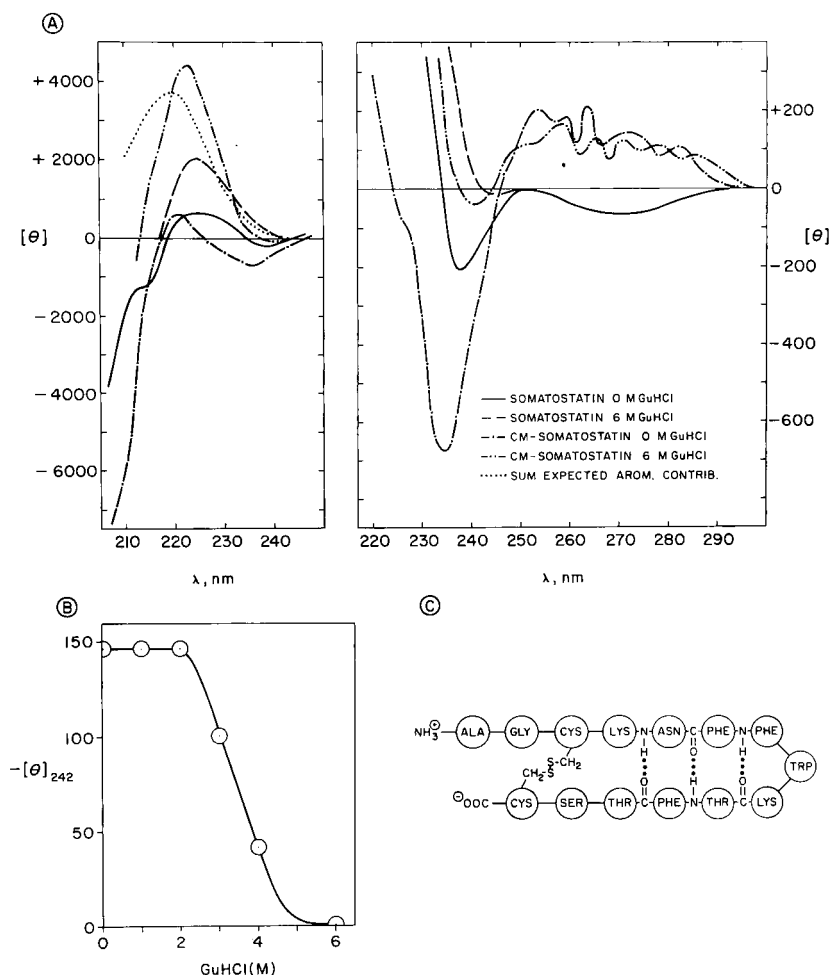 A
+4000
+2000
[θ] 0
−2000
−4000
−6000
210 220 230 240
λ, nm
+200
0
[θ]
−200
−400
−600
SOMATOSTATIN 0 M GuHCl
SOMATOSTATIN 6 M GuHCl
CM-SOMATOSTATIN 0 M GuHCl
CM-SOMATOSTATIN 6 M GuHCl
SUM EXPECTED AROM. CONTRIB.
220 230 240 250 260 270 280 290
λ, nm
B
150
100
−[θ]242
50
0
0 2 4 6
GuHCl(M)
C
NH3⊕ ALA GLY CYS LYS N ASN C PHE N PHE
H O H
S-CH2
TRP
CH2-S
O H O
⊖OOC CYS SER THR C PHE N THR C LYS